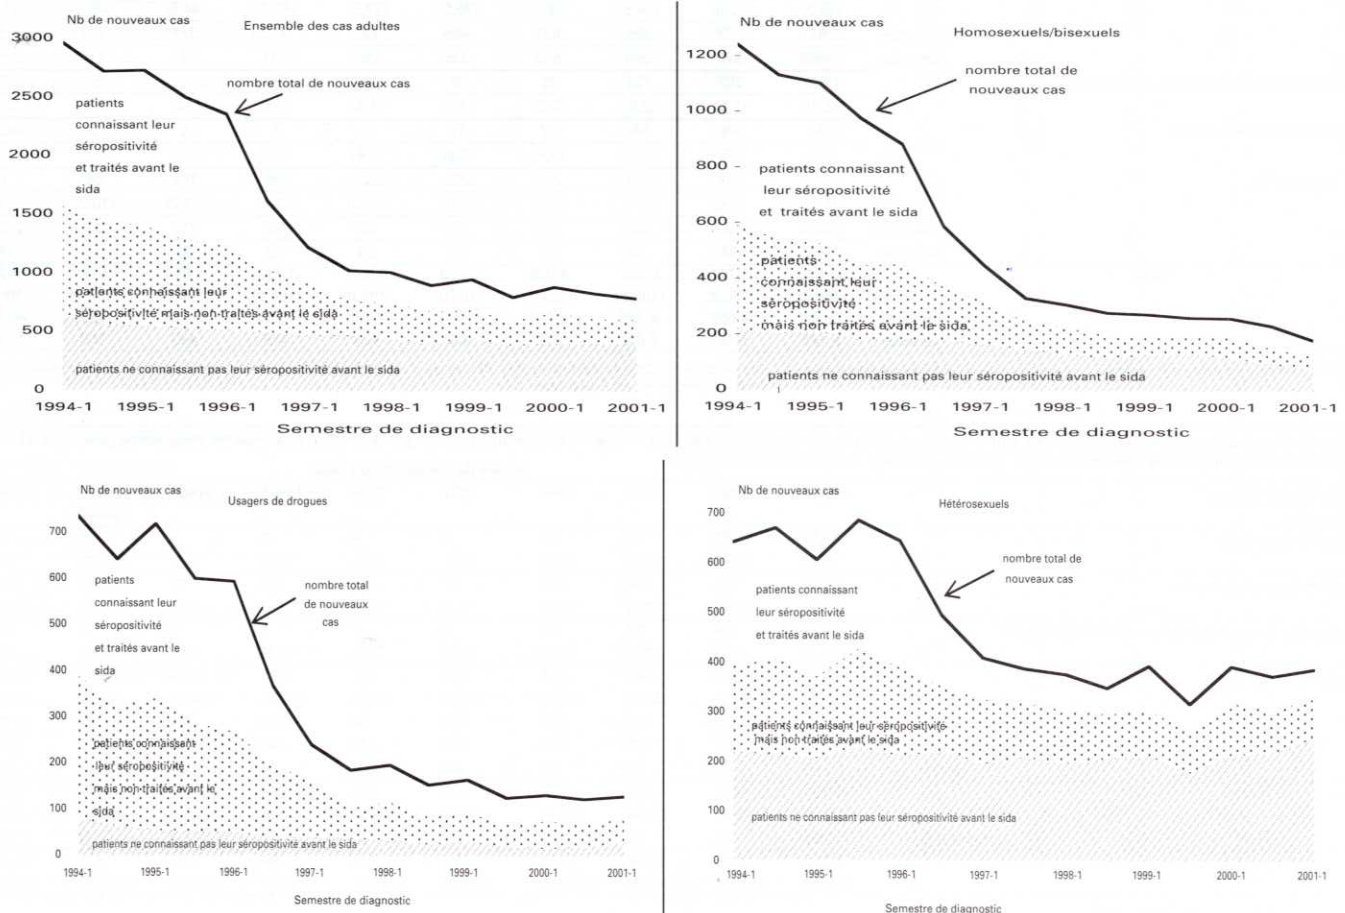 Nb de nouveaux cas
Ensemble des cas adultes
3000
nombre total de nouveaux cas
2500
patients
connaissant leur
séropositivité
et traités avant le
sida
2000
1500
1000
patients connaissant leur
séropositivité mais non traités avant le sida
500
patients ne connaissant pas leur séropositivité avant le sida
0
1994-1 1995-1 1996-1 1997-1 1998-1 1999-1 2000-1 2001-1
Semestre de diagnostic
Nb de nouveaux cas
Homosexuels/bisexuels
1200
nombre total de
nouveaux cas
1000
800
patients connaissant
leur séropositivité
et traités avant le sida
600
patients
connaissant leur
séropositivité
mais non traités avant le sida
400
200
patients ne connaissant pas leur séropositivité avant le sida
0
1994-1 1995-1 1996-1 1997-1 1998-1 1999-1 2000-1 2001-1
Semestre de diagnostic
Nb de nouveaux cas
Usagers de drogues
700
600
patients
connaissant leur
séropositivité
et traités avant le
sida
nombre total
de nouveaux
cas
500
400
300
patients connaissant
leur séropositivité
mais non traités avant le
sida
200
100
patients ne connaissant pas leur séropositivité avant le sida
0
1994-1 1995-1 1996-1 1997-1 1998-1 1999-1 2000-1 2001-1
Semestre de diagnostic
Nb de nouveaux cas
Hétérosexuels
700
600
nombre total de
nouveaux cas
patients connaissant
leur séropositivité
et traités avant le sida
500
400
300
patients connaissant leur séropositivité
mais non traités avant le sida
200
100
patients ne connaissant pas leur séropositivité avant le sida
0
1994-1 1995-1 1996-1 1997-1 1998-1 1999-1 2000-1 2001-1
Semestre de diagnostic